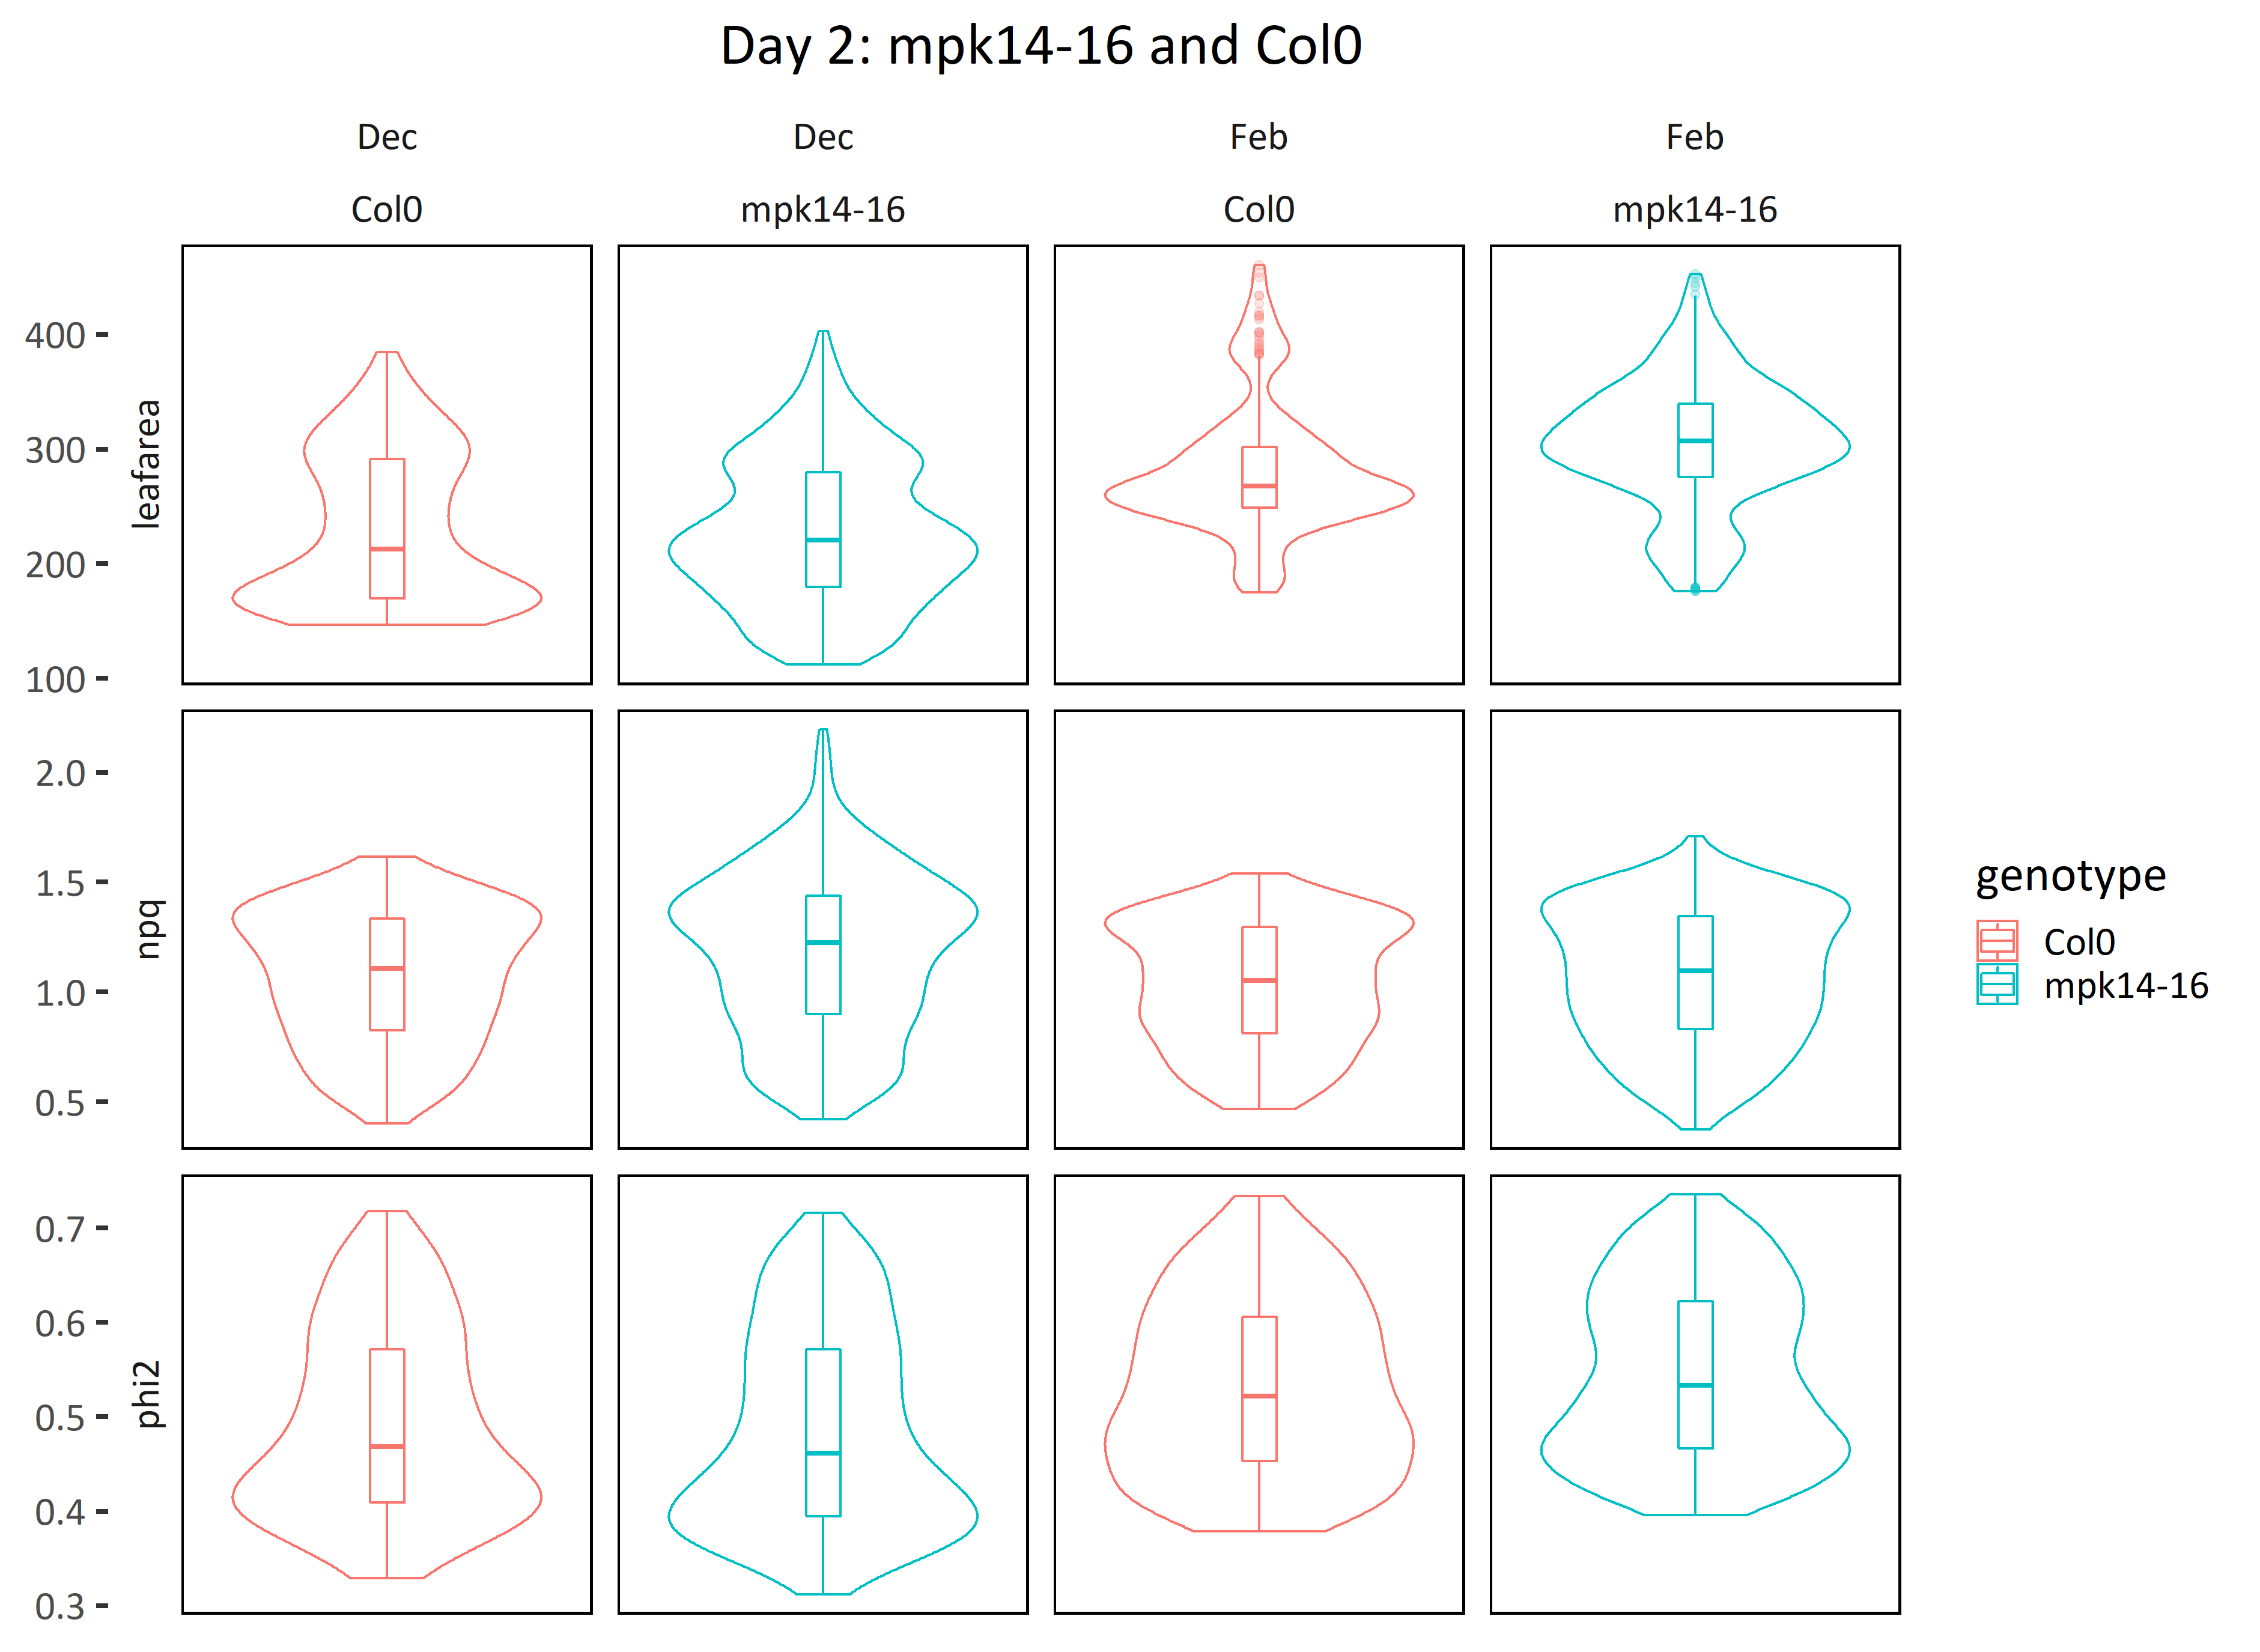 Day 2: mpk14-16 and Col0
Dec Dec Feb Feb
Col0 mpk14-16 Col0 mpk14-16
leafarea
400
300
200
100
npq
2.0
1.5
1.0
0.5
phi2
0.7
0.6
0.5
0.4
0.3
genotype
Col0
mpk14-16